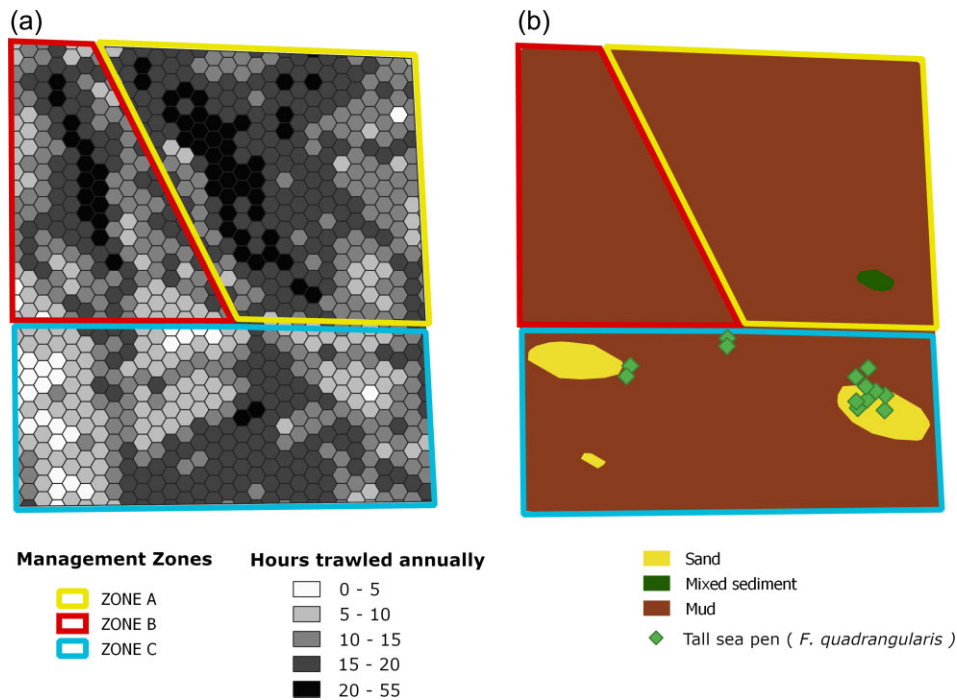 (a)
(b)
Management Zones
ZONE A
ZONE B
ZONE C
Hours trawled annually
0 - 5
5 - 10
10 - 15
15 - 20
20 - 55
Sand
Mixed sediment
Mud
Tall sea pen ( F. quadrangularis )